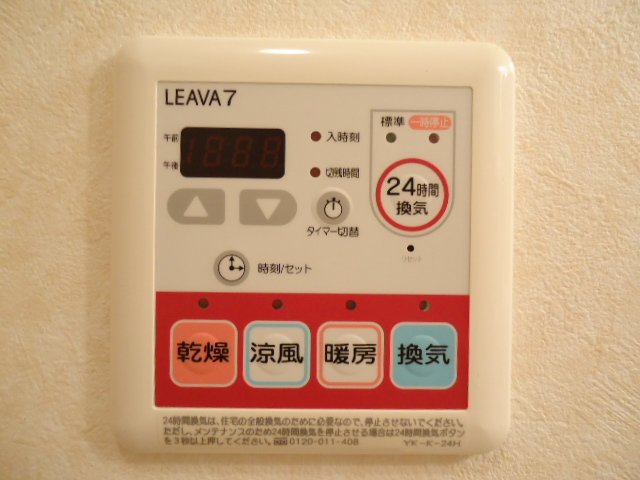 LEAVA7
午前
午後
入時刻
切残時間
タイマー切替
時刻/セット
標準 一時停止
24時間
換気
リセット
乾燥 涼風 暖房 換気
24時間換気は、住宅の全般換気のために必要なので、停止させないでください。
ただし、メンテナンスのため24時間換気を停止させる場合は24時間換気ボタン
を3秒以上押してください。 0120-011-408
YK-K-24H